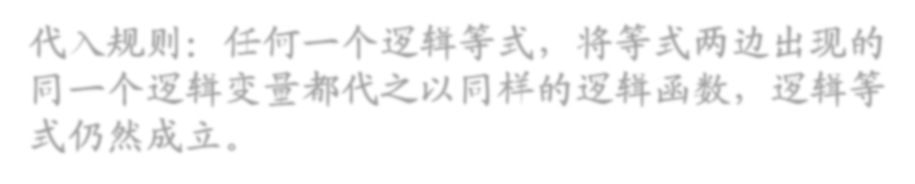 代入规则：任何一个逻辑等式，将等式两边出现的
同一个逻辑变量都代之以同样的逻辑函数，逻辑等
式仍然成立。